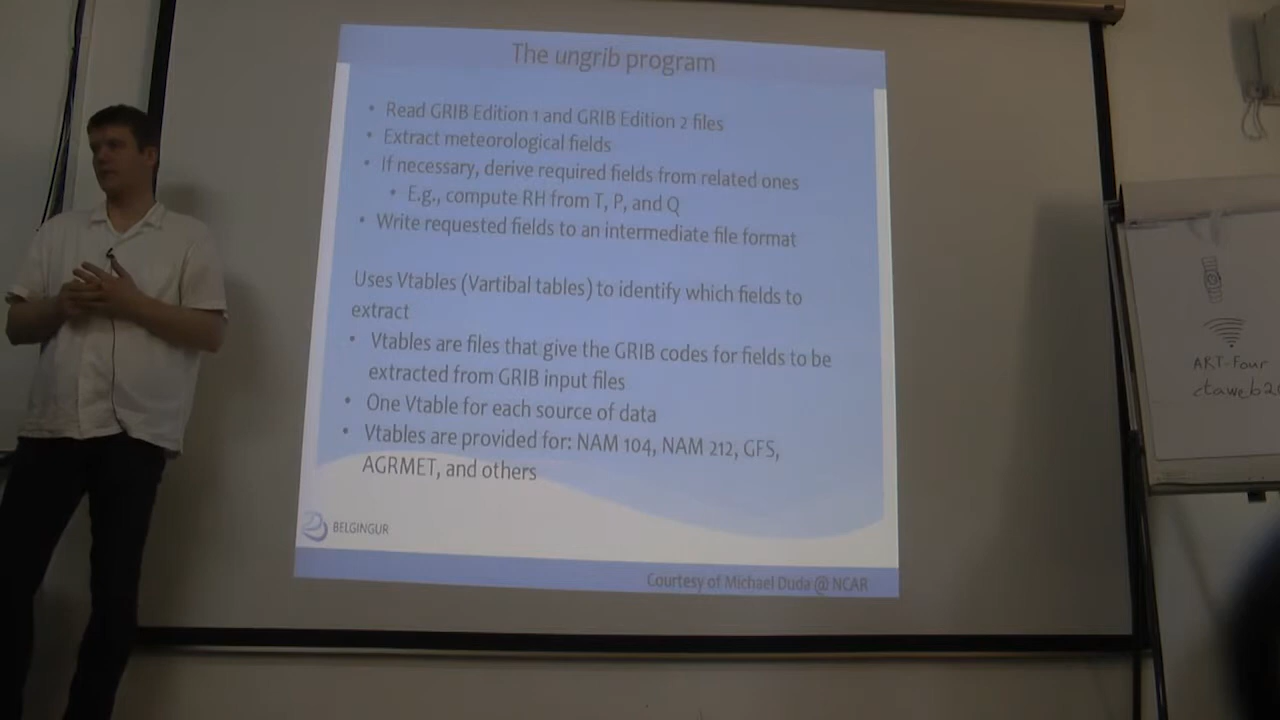 The ungrib program
• Read GRIB Edition 1 and GRIB Edition 2 files
• Extract meteorological fields
• If necessary, derive required fields from related ones
• E.g., compute RH from T, P, and Q
• Write requested fields to an intermediate file format
Uses Vtables (Vartibal tables) to identify which fields to
extract
• Vtables are files that give the GRIB codes for fields to be
extracted from GRIB input files
• One Vtable for each source of data
• Vtables are provided for: NAM 104, NAM 212, GFS,
AGRMET, and others
BELGINGUR
Courtesy of Michael Duda @ NCAR
AKT-Four